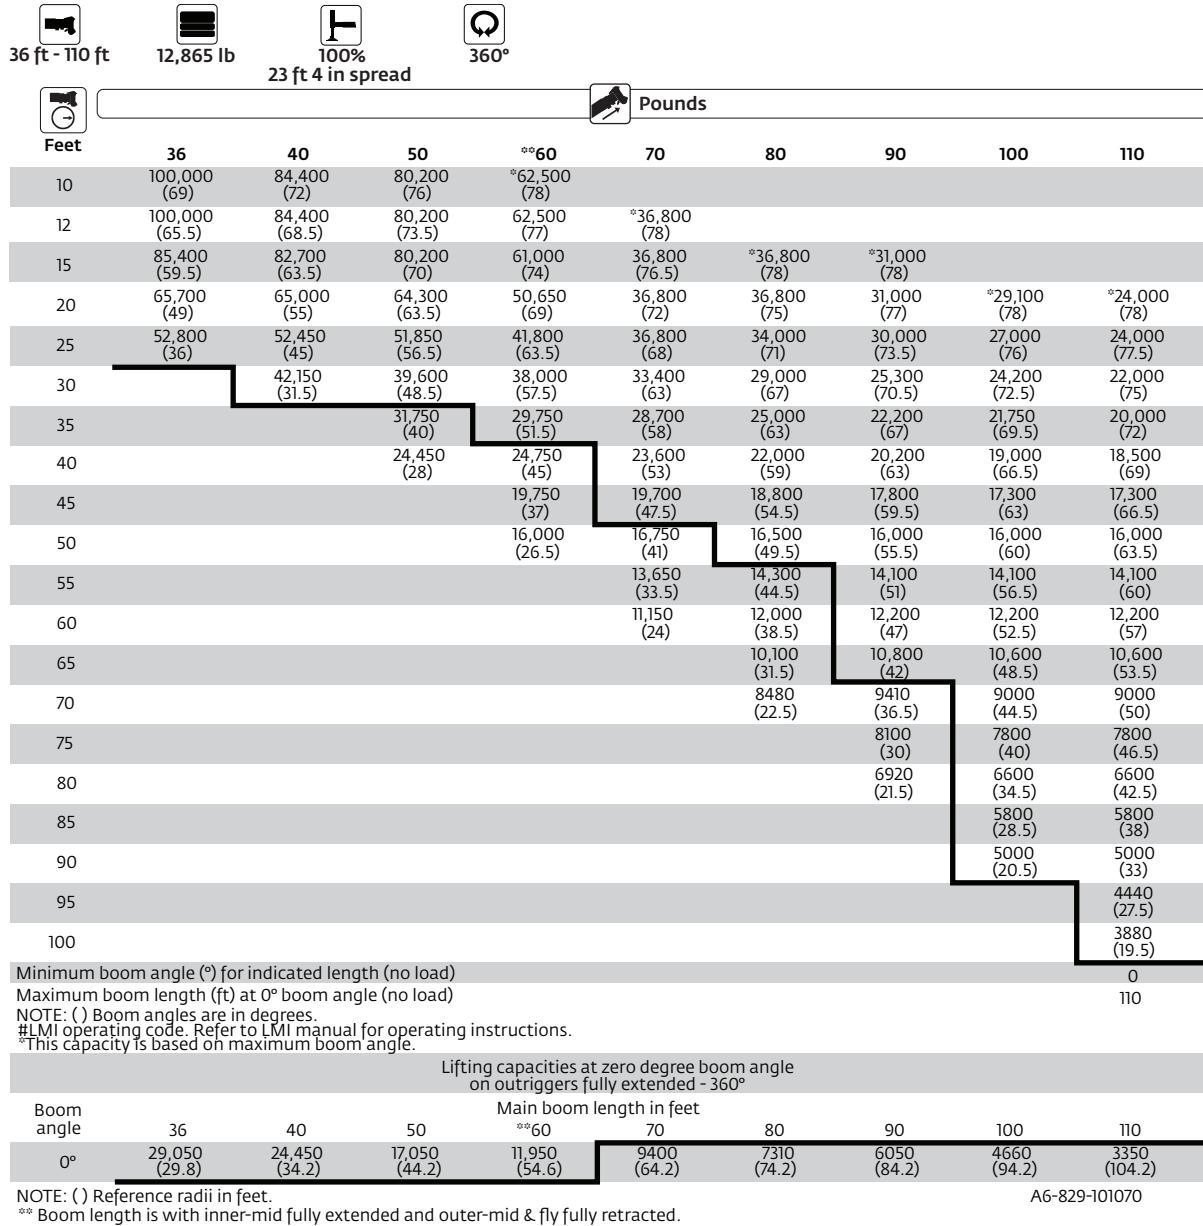 36 ft - 110 ft 12,865 lb 100% 360°
23 ft 4 in spread
Pounds
Feet
36 40 50 **60 70 80 90 100 110
10 100,000 84,400 80,200 *62,500
(69) (72) (76) (78)
12 100,000 84,400 80,200 62,500 *36,800
(65.5) (68.5) (73.5) (77) (78)
15 85,400 82,700 80,200 61,000 36,800 *36,800 *31,000
(59.5) (63.5) (70) (74) (76.5) (78) (78)
20 65,700 65,000 64,300 50,650 36,800 36,800 31,000 *29,100 *24,000
(49) (55) (63.5) (69) (72) (75) (77) (78) (78)
25 52,800 52,450 51,850 41,800 36,800 34,000 30,000 27,000 24,000
(36) (45) (56.5) (63.5) (68) (71) (73.5) (76) (77.5)
30 42,150 39,600 38,000 33,400 29,000 25,300 24,200 22,000
(31.5) (48.5) (57.5) (63) (67) (70.5) (72.5) (75)
35 31,750 29,750 28,700 25,000 22,200 21,750 20,000
(40) (51.5) (58) (63) (67) (69.5) (72)
40 24,450 24,750 23,600 22,000 20,200 19,000 18,500
(28) (45) (53) (59) (63) (66.5) (69)
45 19,750 19,700 18,800 17,800 17,300 17,300
(37) (47.5) (54.5) (59.5) (63) (66.5)
50 16,000 16,750 16,500 16,000 16,000 16,000
(26.5) (41) (49.5) (55.5) (60) (63.5)
55 13,650 14,300 14,100 14,100 14,100
(33.5) (44.5) (51) (56.5) (60)
60 11,150 12,000 12,200 12,200 12,200
(24) (38.5) (47) (52.5) (57)
65 10,100 10,800 10,600 10,600
(31.5) (42) (48.5) (53.5)
70 8480 9410 9000 9000
(22.5) (36.5) (44.5) (50)
75 8100 7800 7800
(30) (40) (46.5)
80 6920 6600 6600
(21.5) (34.5) (42.5)
85 5800 5800
(28.5) (38)
90 5000 5000
(20.5) (33)
95 4440
(27.5)
100 3880
(19.5)
Minimum boom angle (°) for indicated length (no load) 0
Maximum boom length (ft) at 0° boom angle (no load) 110
NOTE: ( ) Boom angles are in degrees.
#LMI operating code. Refer to LMI manual for operating instructions.
*This capacity is based on maximum boom angle.
Lifting capacities at zero degree boom angle
on outriggers fully extended - 360°
Boom Main boom length in feet
angle 36 40 50 **60 70 80 90 100 110
0° 29,050 24,450 17,050 11,950 9400 7310 6050 4660 3350
(29.8) (34.2) (44.2) (54.6) (64.2) (74.2) (84.2) (94.2) (104.2)
NOTE: ( ) Reference radii in feet. A6-829-101070
** Boom length is with inner-mid fully extended and outer-mid & fly fully retracted.